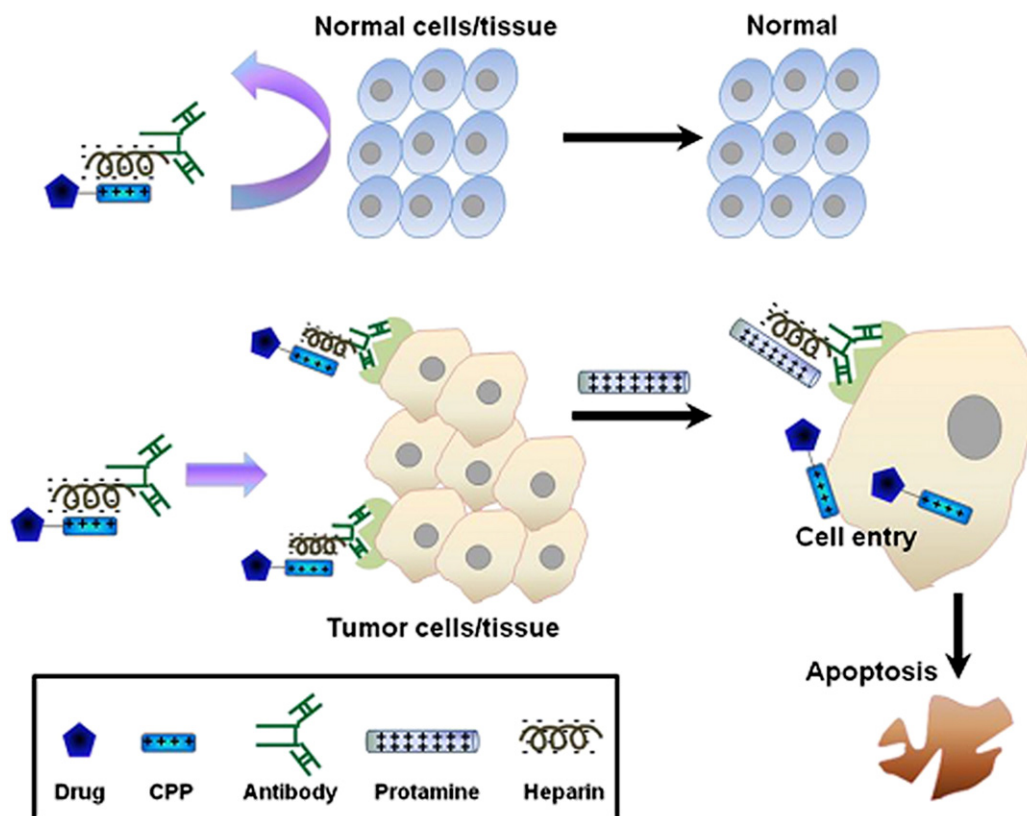 Normal cells/tissue
Normal
Tumor cells/tissue
Cell entry
Apoptosis
Drug
CPP
Antibody
Protamine
Heparin